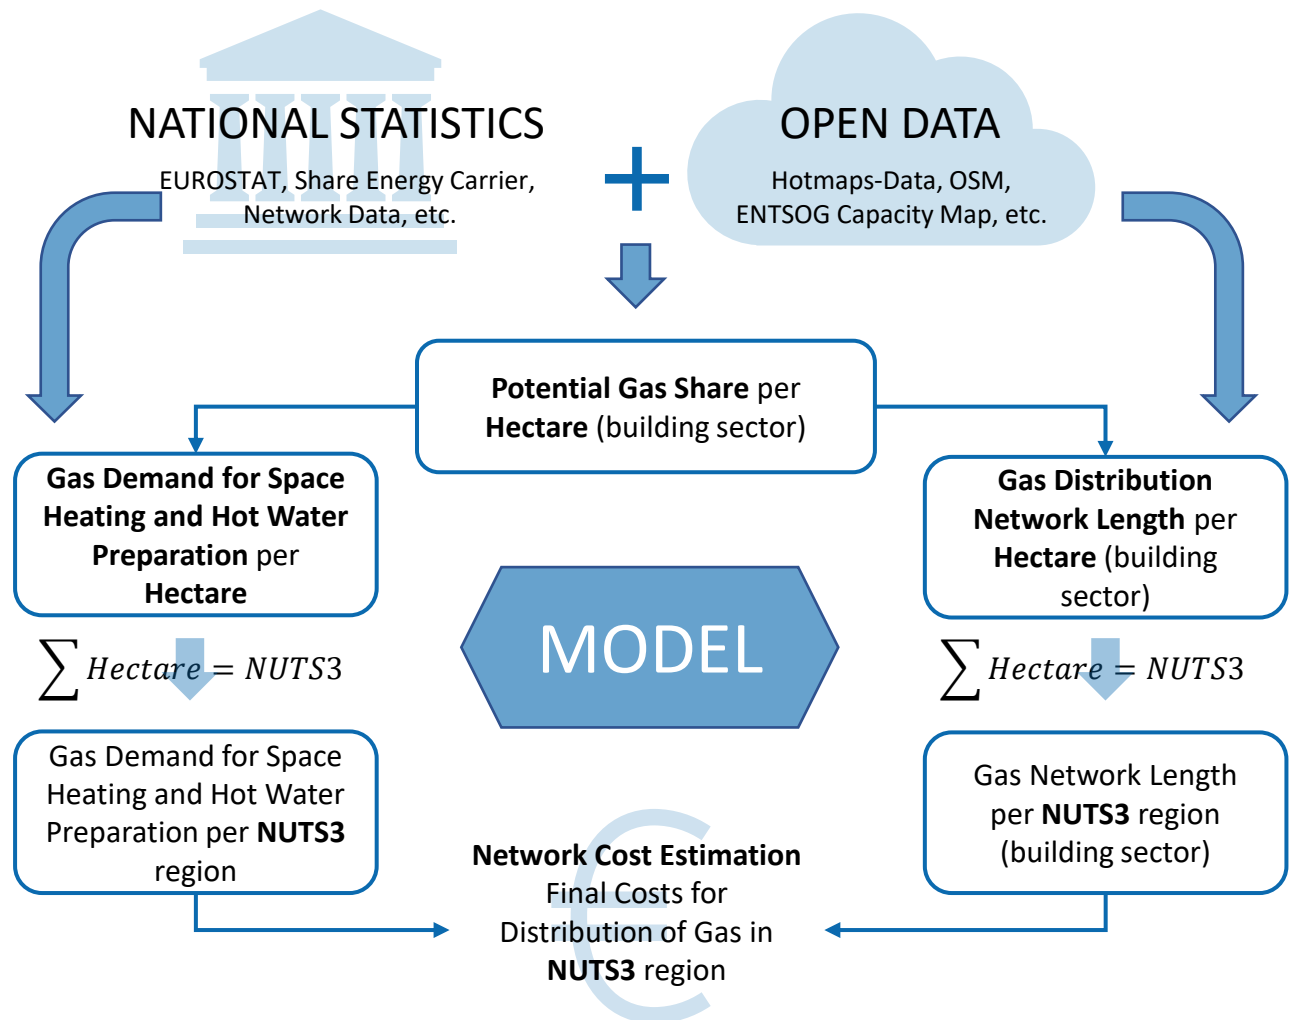 NATIONAL STATISTICS
EUROSTAT, Share Energy Carrier,
Network Data, etc.
OPEN DATA
Hotmaps-Data, OSM,
ENTSOG Capacity Map, etc.
Potential Gas Share per
Hectare (building sector)
Gas Demand for Space
Heating and Hot Water
Preparation per
Hectare
Gas Distribution
Network Length per
Hectare (building
sector)
MODEL
∑ Hectare = NUTS3
∑ Hectare = NUTS3
Gas Demand for Space
Heating and Hot Water
Preparation per NUTS3
region
Gas Network Length
per NUTS3 region
(building sector)
€
Network Cost Estimation
Final Costs for
Distribution of Gas in
NUTS3 region